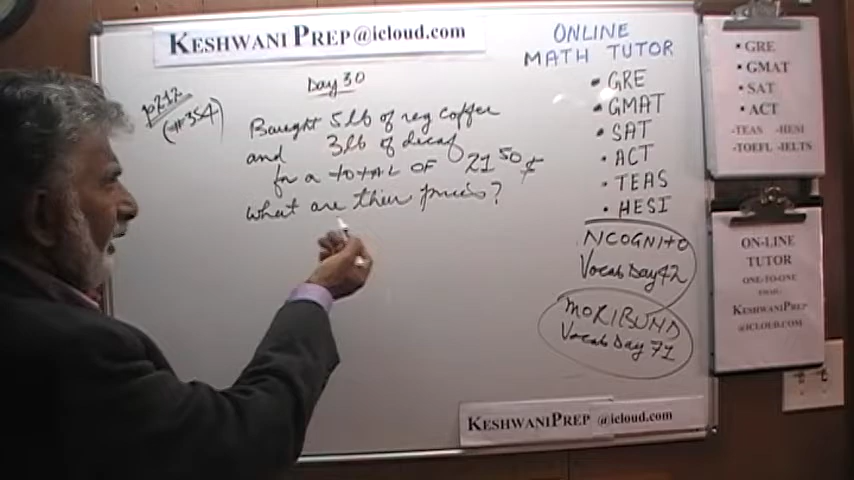 KESHWANI PREP@icloud.com
Day 30
p212
(#354)
Bought 5lb of reg coffee
and 3lb of decaf
for a TOTAL OF 21 50 ¢
what are their prices?
ONLINE
MATH TUTOR
• GRE
• GMAT
• SAT
• ACT
• TEAS
• HESI
NCOGNITO
Vocab Day 42
MORIBUND
Vocab Day 71
KESHWANIPREP @icloud.com
• GRE
• GMAT
• SAT
• ACT
-TEAS -HESI
-TOEFL -IELTS
ON-LINE
TUTOR
ONE-TO-ONE
EMAIL:
KESHWANIPREP
@ICLOUD.COM